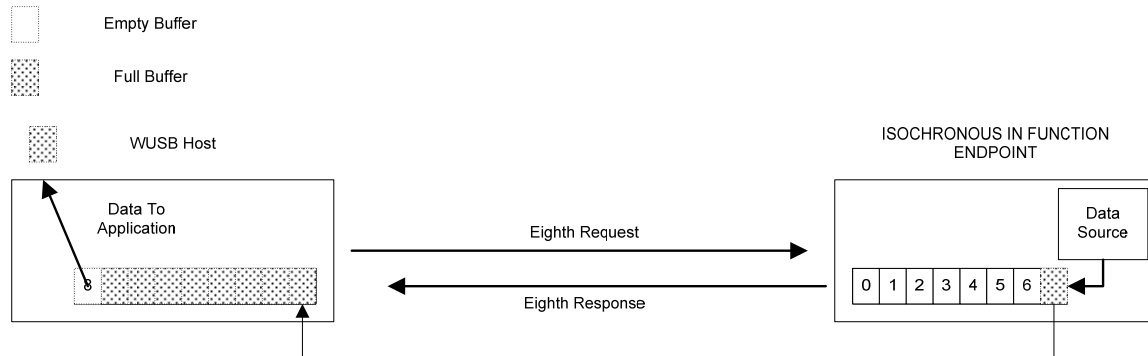 Empty Buffer
Full Buffer
WUSB Host
ISOCHRONOUS IN FUNCTION
ENDPOINT
Data To
Application
Eighth Request
Data
Source
8
Eighth Response
0 1 2 3 4 5 6